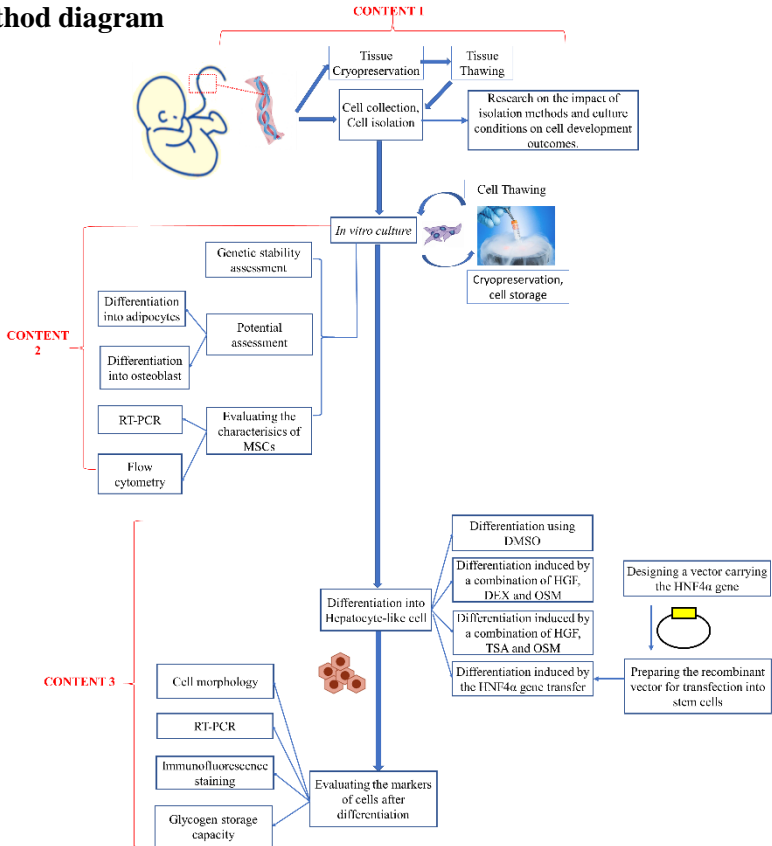 thod diagram
CONTENT 1
Tissue
Cryopreservation
Tissue
Thawing
Cell collection,
Cell isolation
Research on the impact of
isolation methods and culture
conditions on cell development
outcomes.
Cell Thawing
In vitro culture
Cryopreservation,
cell storage
CONTENT
2
Genetic stability
assessment
Differentiation
into adipocytes
Potential
assessment
Differentiation
into osteoblast
RT-PCR
Evaluating the
characterisics of
MSCs
Flow
cytometry
CONTENT 3
Differentiation into
Hepatocyte-like cell
Differentiation using
DMSO
Differentiation induced by
a combination of HGF,
DEX and OSM
Differentiation induced by
a combination of HGF,
TSA and OSM
Differentiation induced by
the HNF4α gene transfer
Designing a vector carrying
the HNF4α gene
Preparing the recombinant
vector for transfection into
stem cells
Cell morphology
RT-PCR
Immunofluorescence
staining
Glycogen storage
capacity
Evaluating the markers
of cells after
differentiation